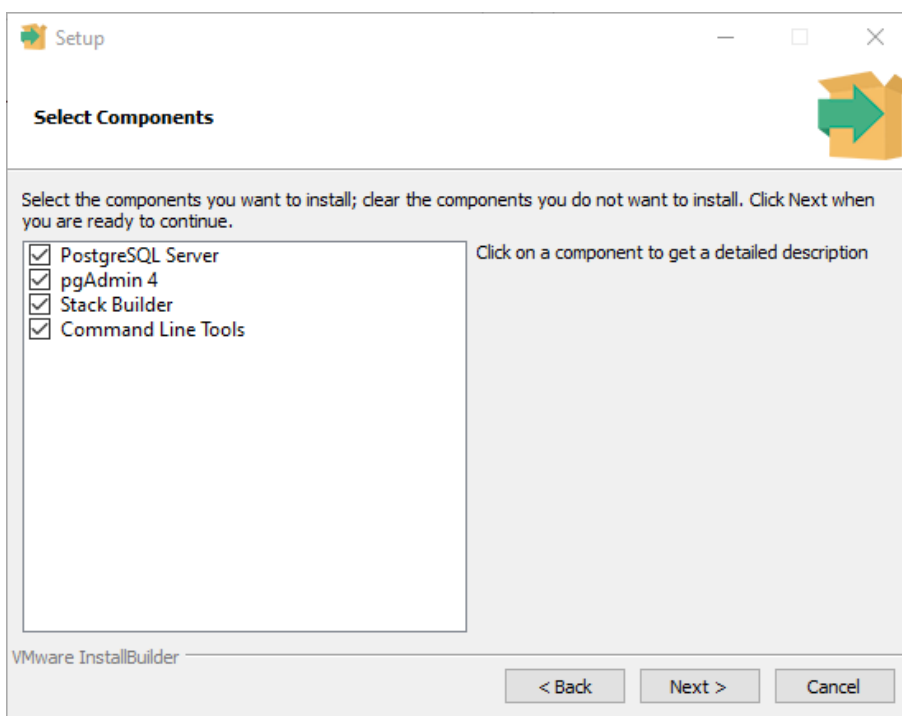 Setup
Select Components
Select the components you want to install; clear the components you do not want to install. Click Next when
you are ready to continue.
PostgreSQL Server
Click on a component to get a detailed description
pgAdmin 4
Stack Builder
Command Line Tools
VMware InstallBuilder
< Back
Next >
Cancel